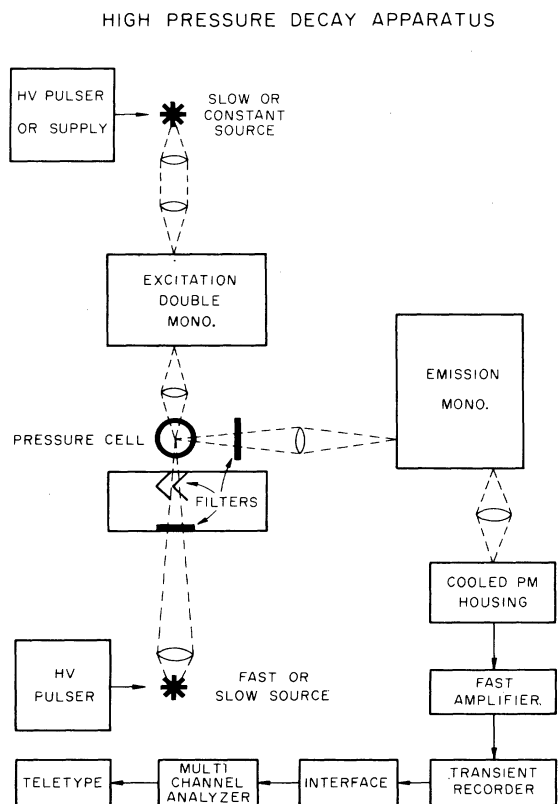 HIGH PRESSURE DECAY APPARATUS
HV PULSER
OR SUPPLY
SLOW OR
CONSTANT
SOURCE
EXCITATION
DOUBLE
MONO.
EMISSION
MONO.
PRESSURE CELL
FILTERS
COOLED PM
HOUSING
HV
PULSER
FAST OR
SLOW SOURCE
FAST
AMPLIFIER.
TELETYPE
MULTI
CHANNEL
ANALYZER
INTERFACE
TRANSIENT
RECORDER